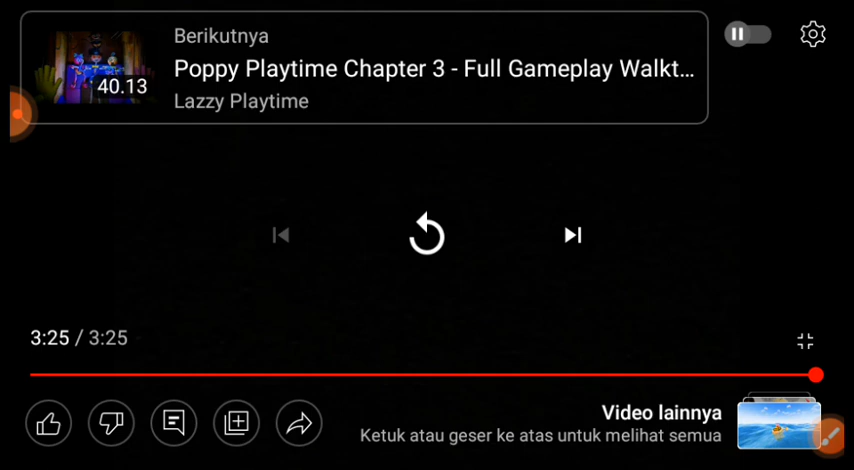 Berikutnya
Poppy Playtime Chapter 3 - Full Gameplay Walkt...
40.13
Lazzy Playtime
3:25 / 3:25
Video lainnya
Ketuk atau geser ke atas untuk melihat semua